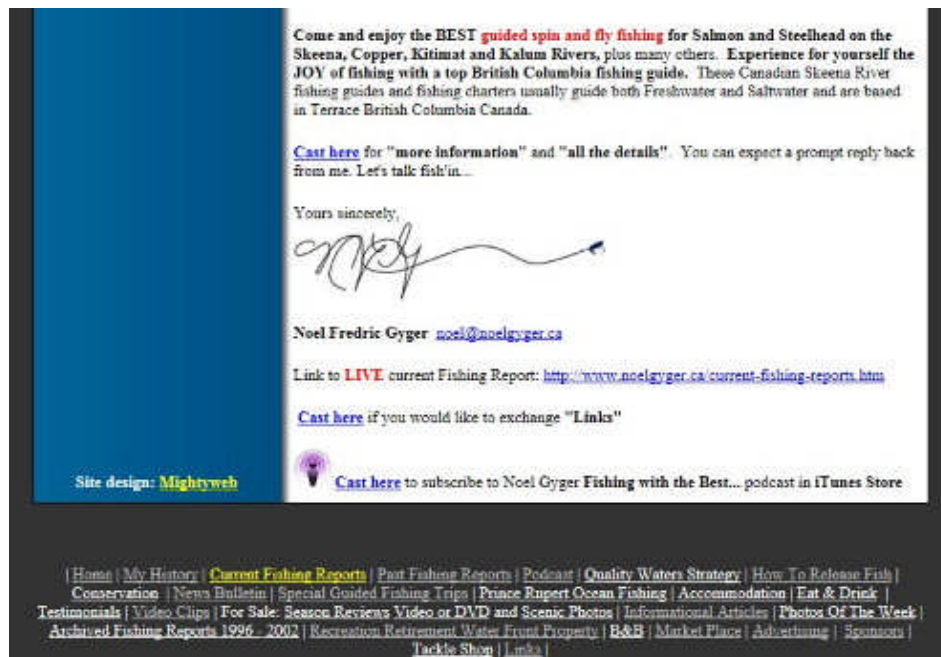 Come and enjoy the BEST guided spin and fly fishing for Salmon and Steelhead on the
Skeena, Copper, Kitimat and Kalum Rivers, plus many others. Experience for yourself the
JOY of fishing with a top British Columbia fishing guide. These Canadian Skeena River
fishing guides and fishing charters usually guide both Freshwater and Saltwater and are based
in Terrace British Columbia Canada.
Cast here for "more information" and "all the details". You can expect a prompt reply back
from me. Let's talk fish'in...
Yours sincerely,
Noel Fredric Gyger noel@noelgyger.ca
Link to LIVE current Fishing Report: http://www.noelgyger.ca/current-fishing-reports.htm
Cast here if you would like to exchange "Links"
Cast here to subscribe to Noel Gyger Fishing with the Best... podcast in iTunes Store
Site design: Mightyweb
| Home | My History | Current Fishing Reports | Past Fishing Reports | Podcast | Quality Waters Strategy | How To Release Fish |
Conservation | News Bulletin | Special Guided Fishing Trips | Prince Rupert Ocean Fishing | Accommodation | Eat & Drink |
Testimonials | Video Clips | For Sale: Season Reviews Video or DVD and Scenic Photos | Informational Articles | Photos Of The Week |
Archived Fishing Reports 1996 - 2002 | Recreation Retirement Water Front Property | B&B | Market Place | Advertising | Sponsors |
Tackle Shop | Links |